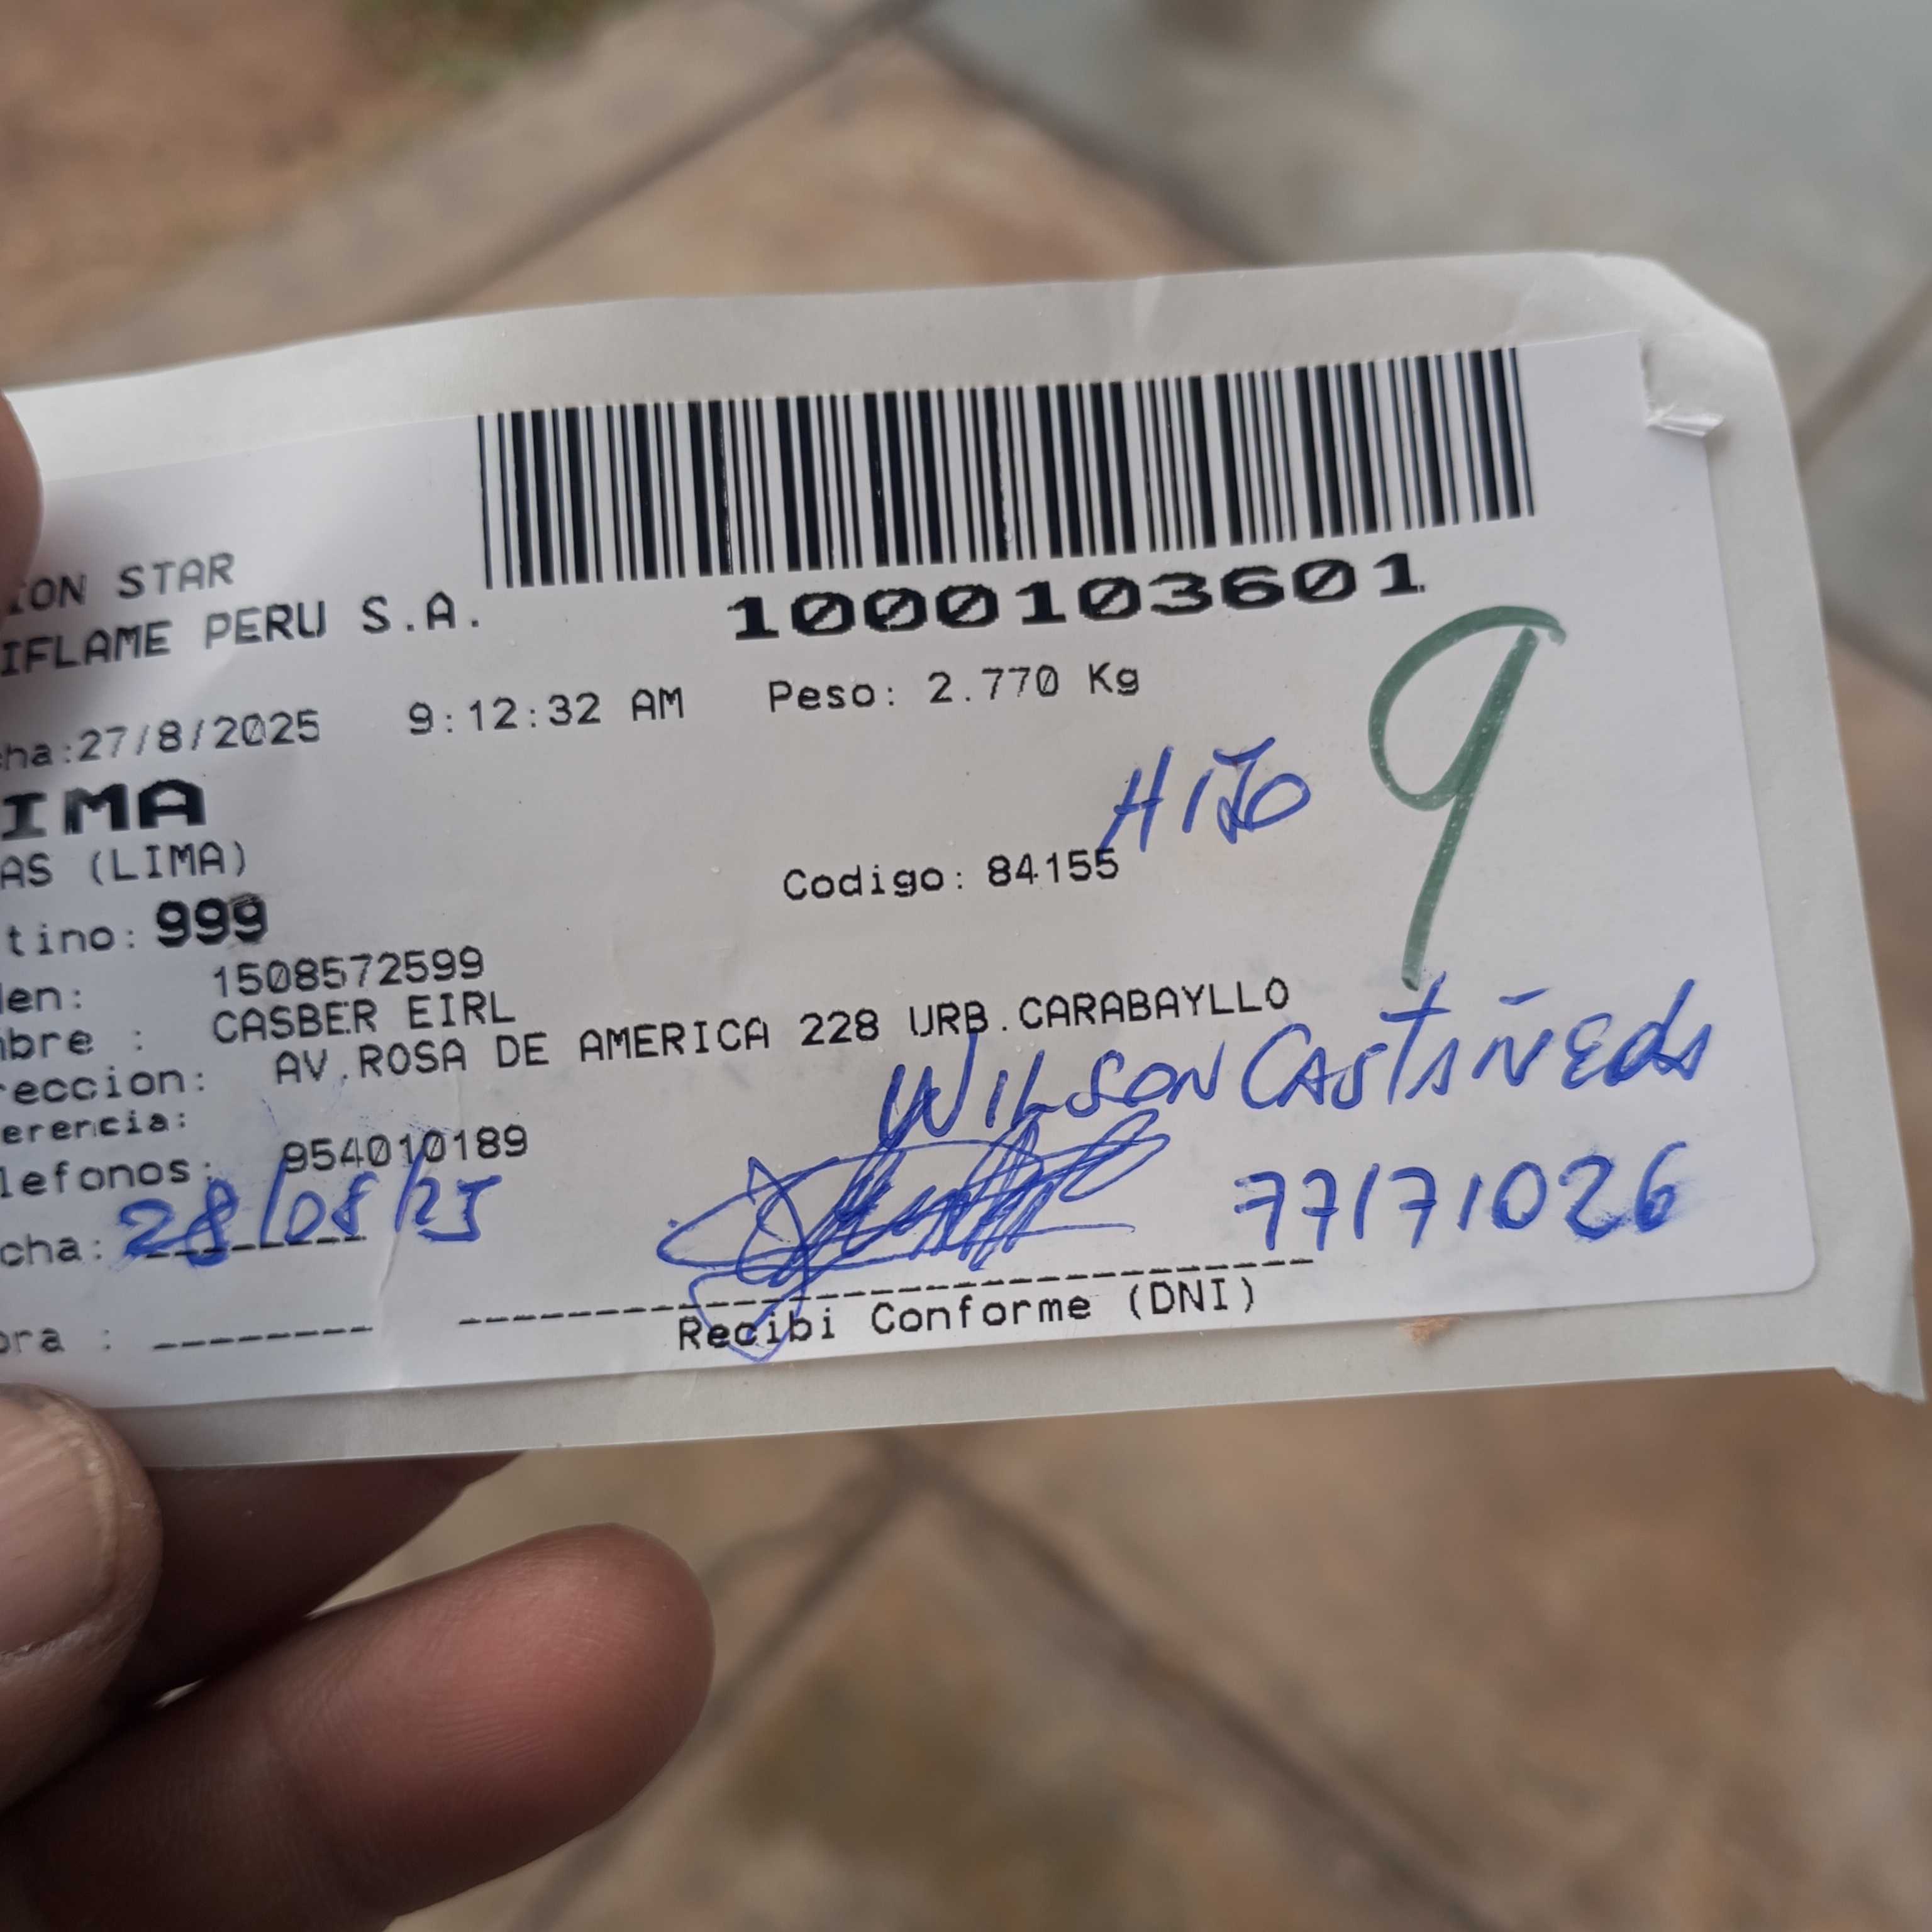 1000103601
ION STAR
IFLAME PERU S.A.
cha:27/8/2025 9:12:32 AM Peso: 2.770 Kg
9
IMA
HIJO
AS (LIMA)
Codigo: 84155
tino: 999
den: 1508572599
mbre : CASBER EIRL
reccion: AV.ROSA DE AMERICA 228 URB.CARABAYLLO
erencia:
WILSON CASTAÑEDA
lefonos: 954010189
cha: 28/08/25
77171026
ora : --------
Recibi Conforme (DNI)